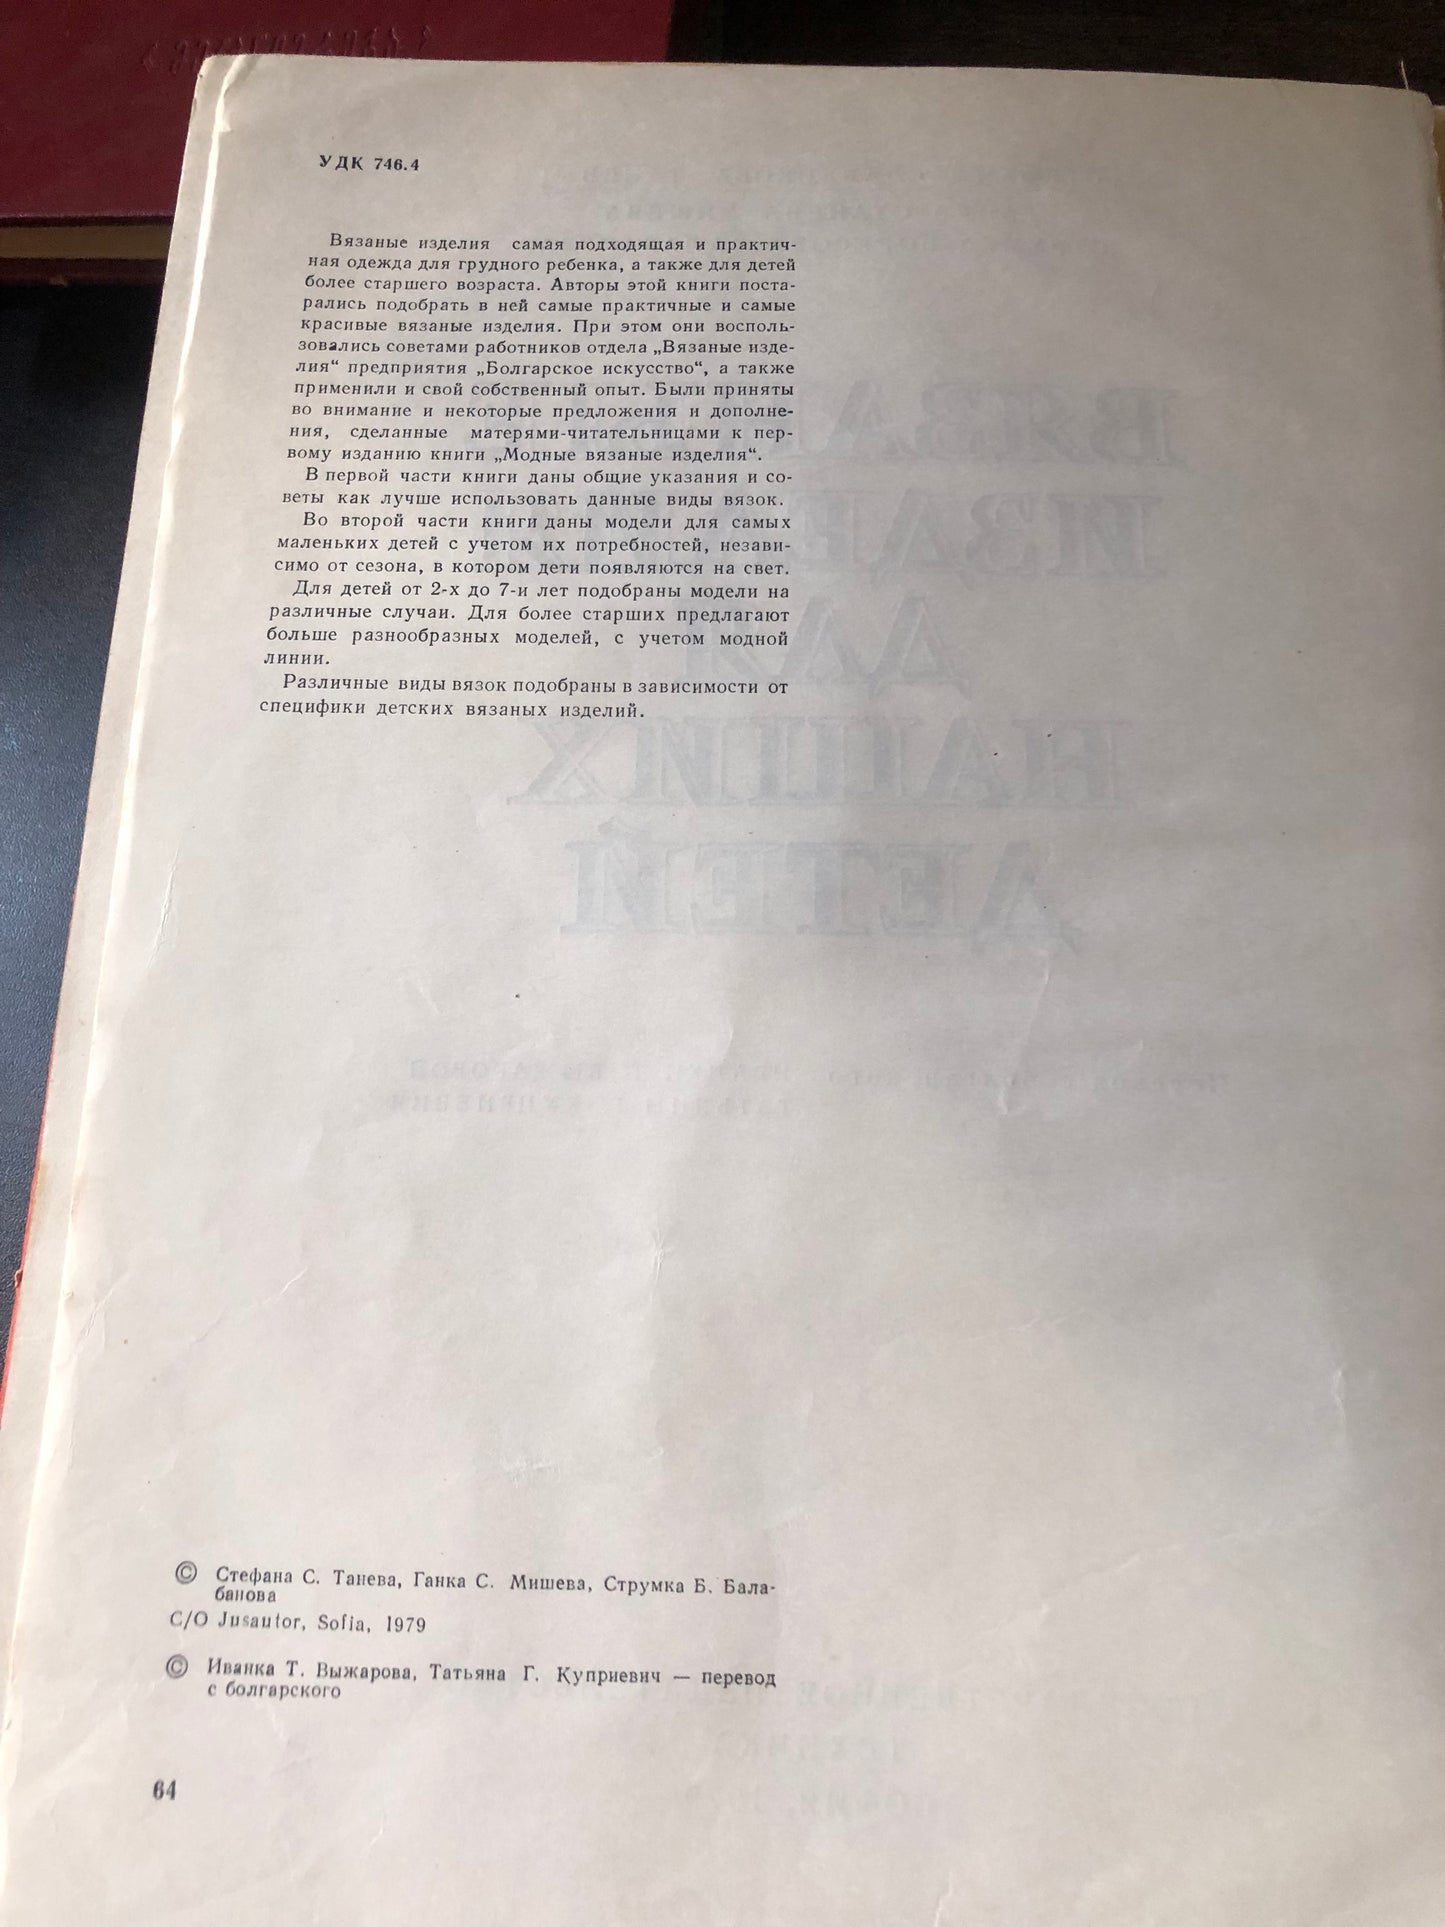 УДК 746.4
Вязаные изделия самая подходящая и практич-
ная одежда для грудного ребенка, а также для детей
более старшего возраста. Авторы этой книги поста-
рались подобрать в ней самые практичные и самые
красивые вязаные изделия. При этом они восполь-
зовались советами работников отдела „Вязаные изде-
лия“ предприятия „Болгарское искусство“, а также
применили и свой собственный опыт. Были приняты
во внимание и некоторые предложения и дополне-
ния, сделанные матерями-читательницами к пер-
вому изданию книги „Модные вязаные изделия“.
В первой части книги даны общие указания и со-
веты как лучше использовать данные виды вязок.
Во второй части книги даны модели для самых
маленьких детей с учетом их потребностей, незави-
симо от сезона, в котором дети появляются на свет.
Для детей от 2-х до 7-и лет подобраны модели на
различные случаи. Для более старших предлагают
больше разнообразных моделей, с учетом модной
линии.
Различные виды вязок подобраны в зависимости от
специфики детских вязаных изделий.
© Стефана С. Танева, Ганка С. Мишева, Струмка Б. Бала-
банова
C/O Jusautor, Sofia, 1979
© Иванка Т. Выжарова, Татьяна Г. Куприевич — перевод
с болгарского
64